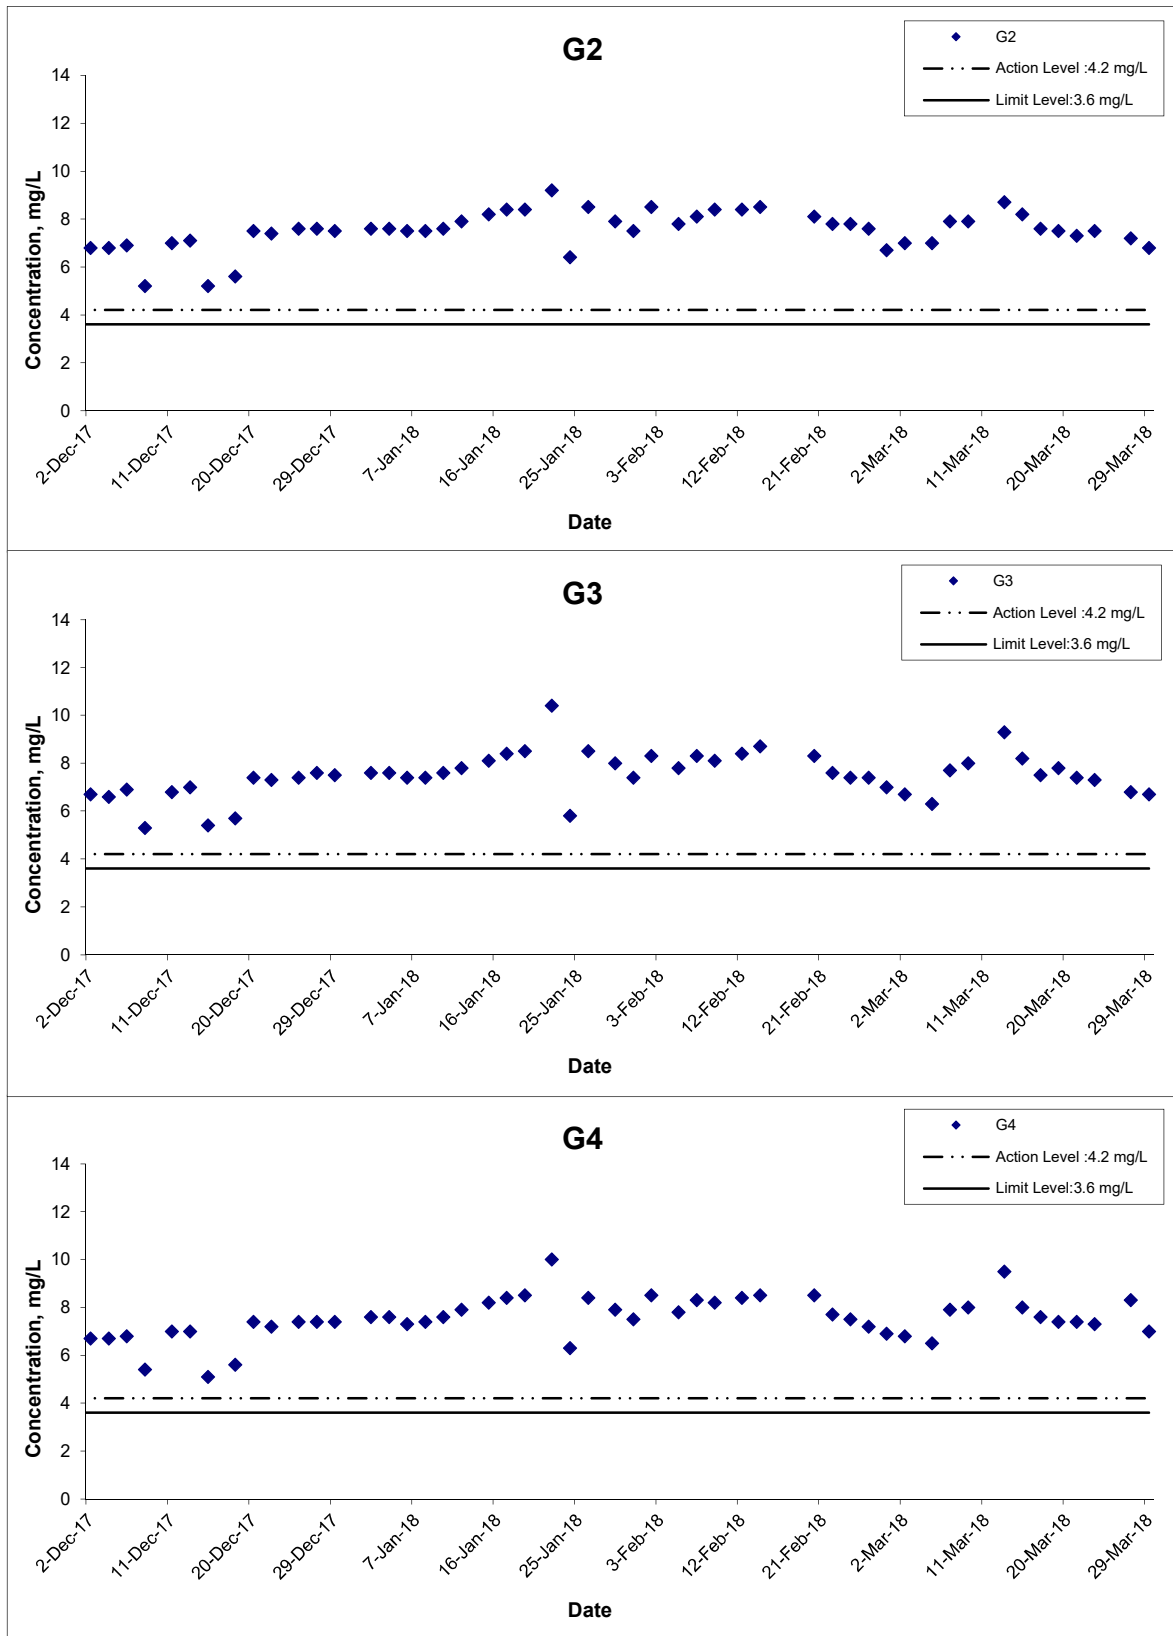 G2
G2
Action Level :4.2 mg/L
Limit Level:3.6 mg/L
Concentration, mg/L
14
12
10
8
6
4
2
0
2-Dec-17
11-Dec-17
20-Dec-17
29-Dec-17
7-Jan-18
16-Jan-18
25-Jan-18
3-Feb-18
12-Feb-18
21-Feb-18
2-Mar-18
11-Mar-18
20-Mar-18
29-Mar-18
Date
G3
G3
Action Level :4.2 mg/L
Limit Level:3.6 mg/L
Concentration, mg/L
14
12
10
8
6
4
2
0
2-Dec-17
11-Dec-17
20-Dec-17
29-Dec-17
7-Jan-18
16-Jan-18
25-Jan-18
3-Feb-18
12-Feb-18
21-Feb-18
2-Mar-18
11-Mar-18
20-Mar-18
29-Mar-18
Date
G4
G4
Action Level :4.2 mg/L
Limit Level:3.6 mg/L
Concentration, mg/L
14
12
10
8
6
4
2
0
2-Dec-17
11-Dec-17
20-Dec-17
29-Dec-17
7-Jan-18
16-Jan-18
25-Jan-18
3-Feb-18
12-Feb-18
21-Feb-18
2-Mar-18
11-Mar-18
20-Mar-18
29-Mar-18
Date